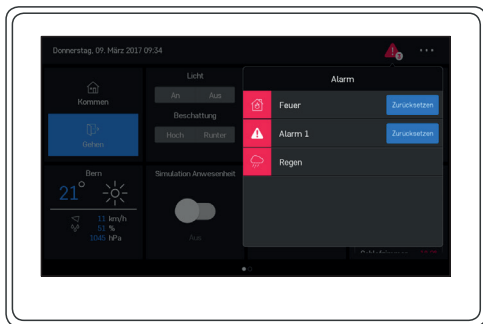 Donnerstag, 09. März 2017 09:34
3
Kommen
Gehen
Licht
An Aus
Beschattung
Hoch Runter
Alarm
Feuer Zurücksetzen
Alarm 1 Zurücksetzen
Regen
Bern
21°
11 km/h
51 %
1045 hPa
Simulation Anwesenheit
Aus